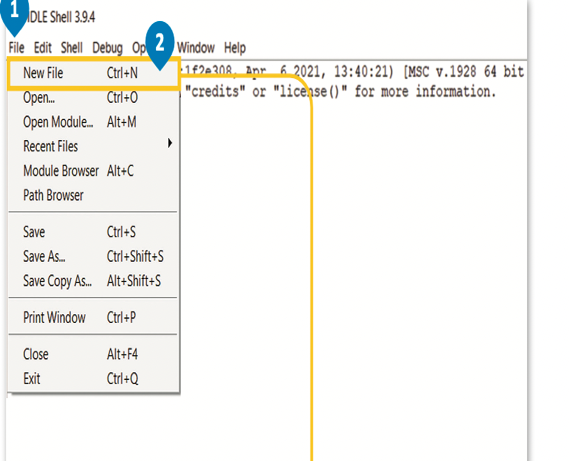 1
IDLE Shell 3.9.4
2
File Edit Shell Debug Window Help
New File Ctrl+N
:1f2e308, Apr 6 2021, 13:40:21) [MSC v.1928 64 bit
Open... Ctrl+O
"credits" or "license()" for more information.
Open Module... Alt+M
Recent Files
Module Browser Alt+C
Path Browser
Save Ctrl+S
Save As... Ctrl+Shift+S
Save Copy As... Alt+Shift+S
Print Window Ctrl+P
Close Alt+F4
Exit Ctrl+Q